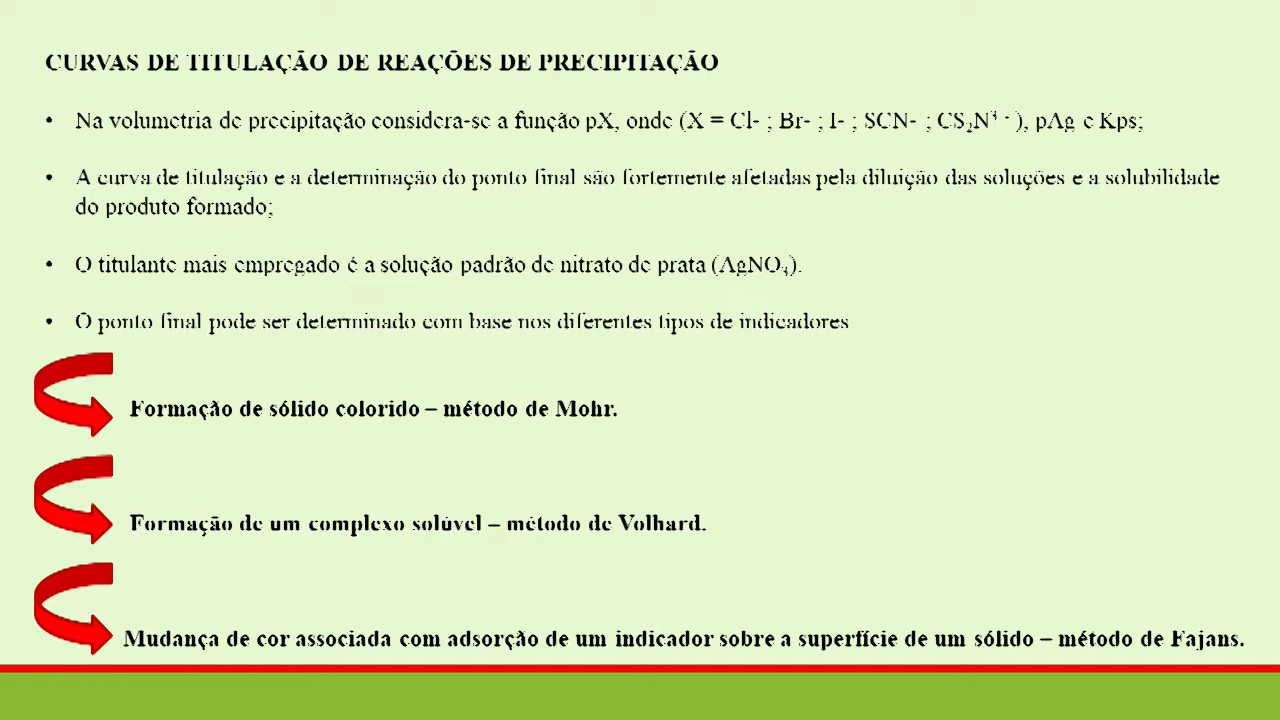 CURVAS DE TITULAÇÃO DE REAÇÕES DE PRECIPITAÇÃO
• Na volumetria de precipitação considera-se a função pX, onde (X = Cl- ; Br- ; I- ; SCN- ; CS₂N³⁻ ), pAg e Kps;
• A curva de titulação e a determinação do ponto final são fortemente afetadas pela diluição das soluções e a solubilidade
do produto formado;
• O titulante mais empregado é a solução padrão de nitrato de prata (AgNO₃).
• O ponto final pode ser determinado com base nos diferentes tipos de indicadores
Formação de sólido colorido – método de Mohr.
Formação de um complexo solúvel – método de Volhard.
Mudança de cor associada com adsorção de um indicador sobre a superfície de um sólido – método de Fajans.